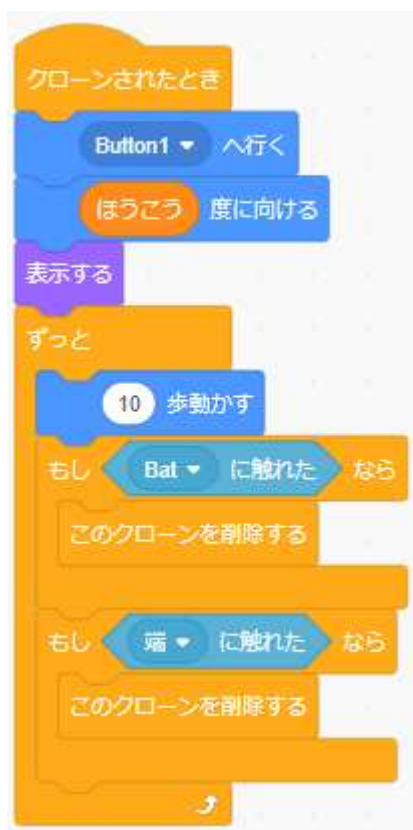 クローンされたとき
Button1 へ行く
ほうこう 度に向ける
表示する
ずっと
10 歩動かす
もし Bat に触れた なら
このクローンを削除する
もし 端 に触れた なら
このクローンを削除する